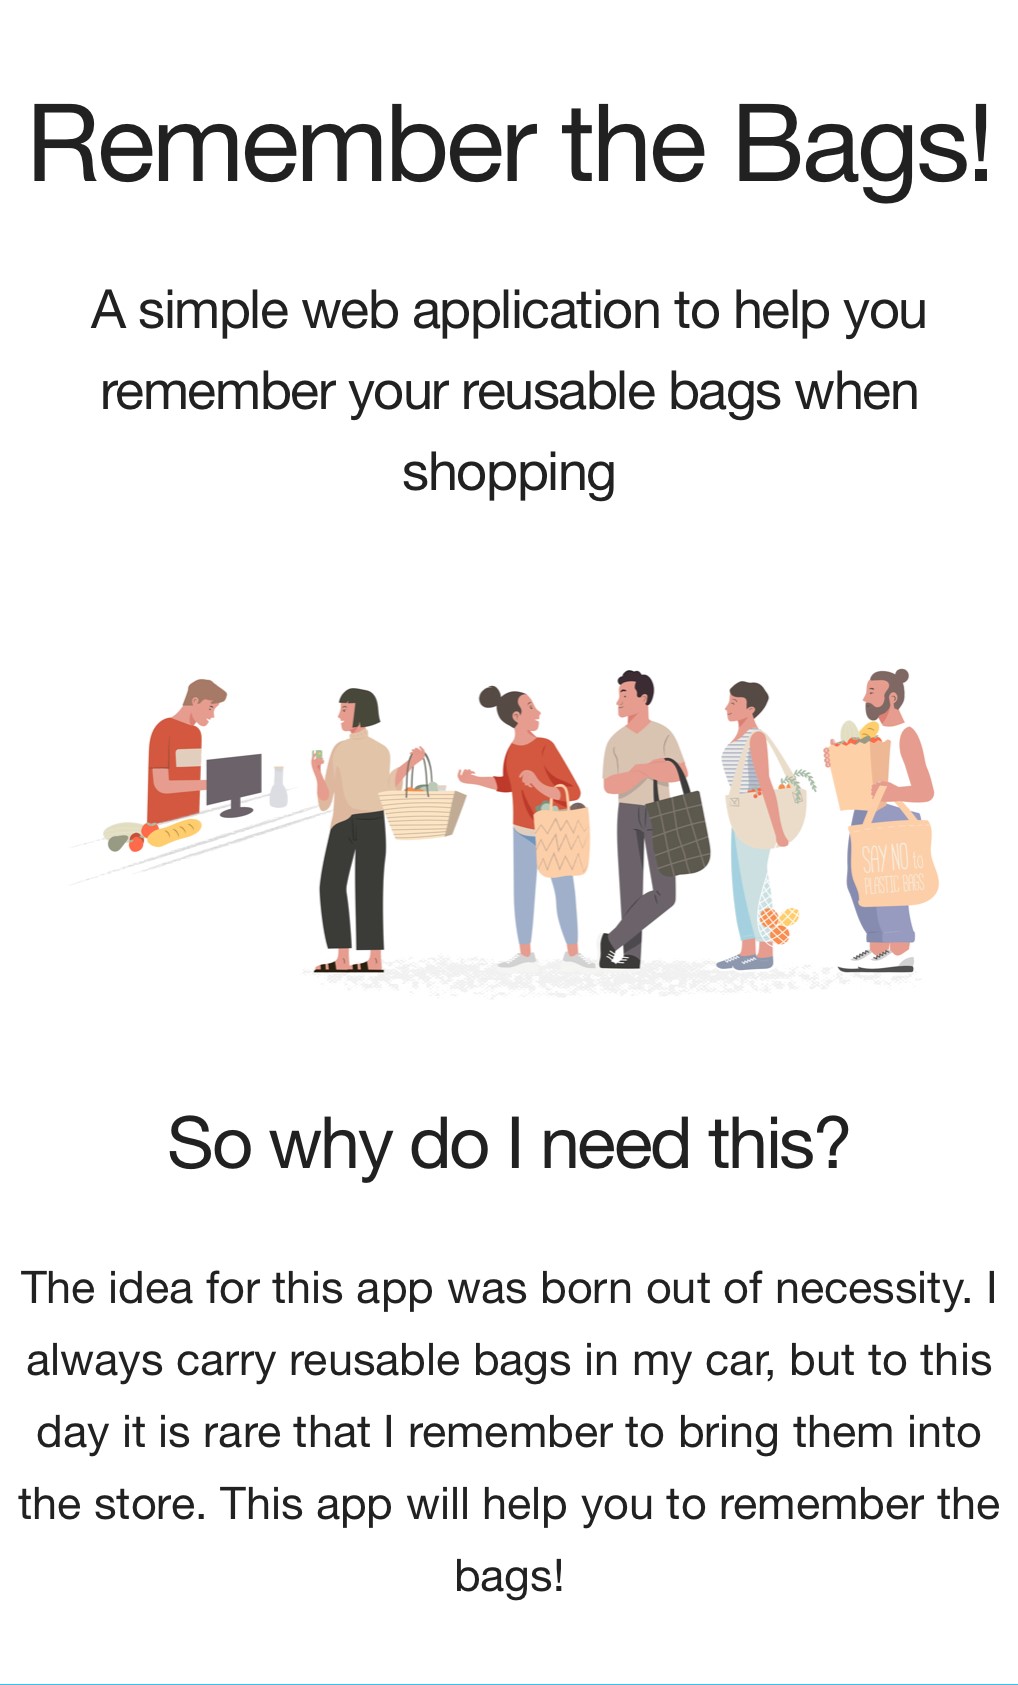 Remember the Bags!
A simple web application to help you
remember your reusable bags when
shopping
SAY NO to
PLASTIC BAGS
So why do I need this?
The idea for this app was born out of necessity. I
always carry reusable bags in my car, but to this
day it is rare that I remember to bring them into
the store. This app will help you to remember the
bags!